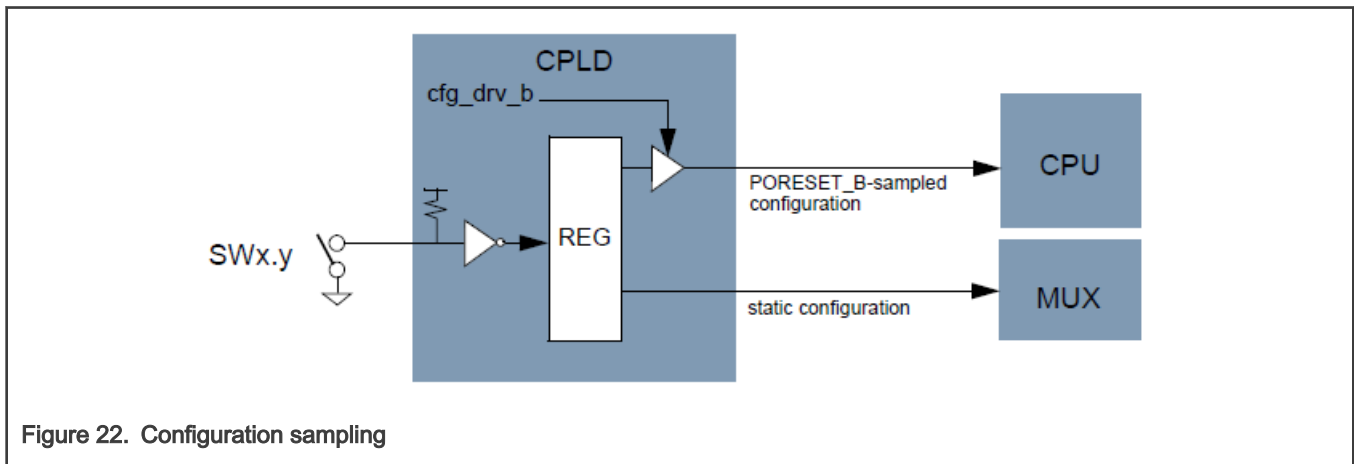 CPLD
cfg_drv_b
CPU
PORESET_B-sampled
configuration
REG
SWx.y
MUX
static configuration
Figure 22. Configuration sampling